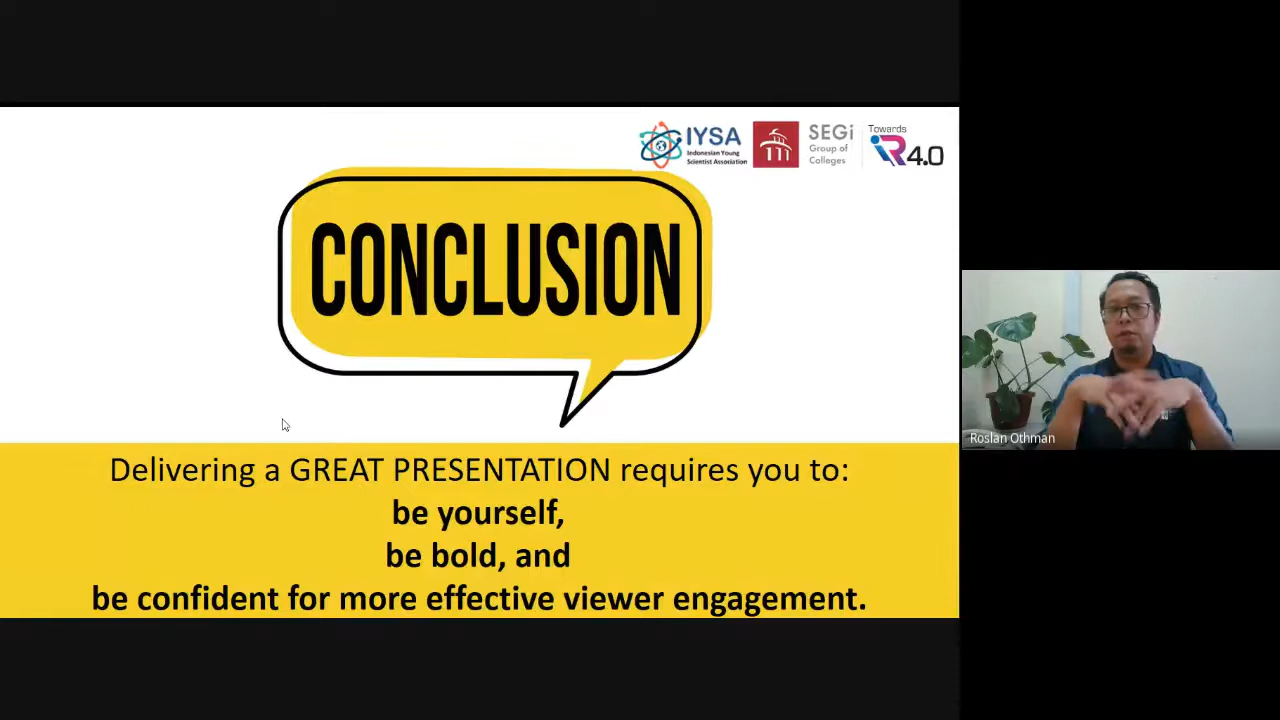 IYSA
Indonesian Young
Scientist Association
SEGi
Group of
Colleges
Towards
iR4.0
CONCLUSION
Delivering a GREAT PRESENTATION requires you to:
be yourself,
be bold, and
be confident for more effective viewer engagement.
Roslan Othman